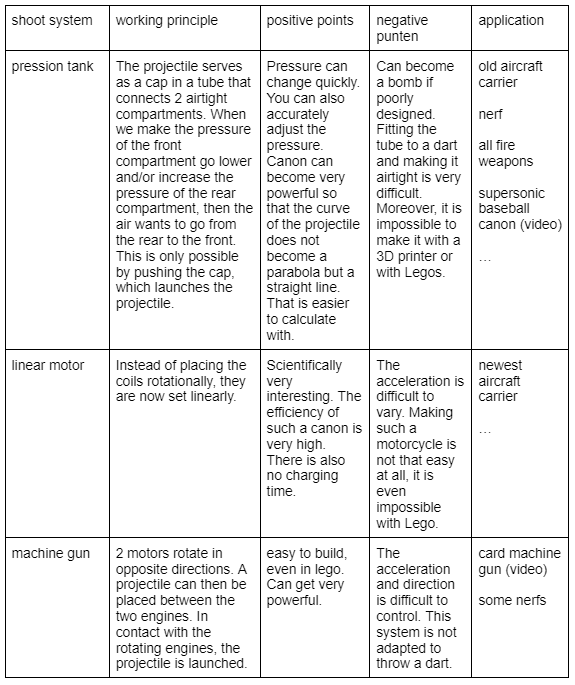 shoot system
working principle
positive points
negative
punten
application
pression tank
The projectile serves
as a cap in a tube that
connects 2 airtight
compartments. When
we make the pressure
of the front
compartment go lower
and/or increase the
pressure of the rear
compartment, then the
air wants to go from
the rear to the front.
This is only possible
by pushing the cap,
which launches the
projectile.
Pressure can
change quickly.
You can also
accurately
adjust the
pressure.
Canon can
become very
powerful so
that the curve
of the projectile
does not
become a
parabola but a
straight line.
That is easier
to calculate
with.
Can become
a bomb if
poorly
designed.
Fitting the
tube to a dart
and making it
airtight is very
difficult.
Moreover, it is
impossible to
make it with a
3D printer or
with Legos.
old aircraft
carrier
nerf
all fire
weapons
supersonic
baseball
canon (video)
…
linear motor
Instead of placing the
coils rotationally, they
are now set linearly.
Scientifically
very
interesting. The
efficiency of
such a canon is
very high.
There is also
no charging
time.
The
acceleration is
difficult to
vary. Making
such a
motorcycle is
not that easy
at all, it is
even
impossible
with Lego.
newest
aircraft
carrier
…
machine gun
2 motors rotate in
opposite directions. A
projectile can then be
placed between the
two engines. In
contact with the
rotating engines, the
projectile is launched.
easy to build,
even in lego.
Can get very
powerful.
The
acceleration
and direction
is difficult to
control. This
system is not
adapted to
throw a dart.
card machine
gun (video)
some nerfs